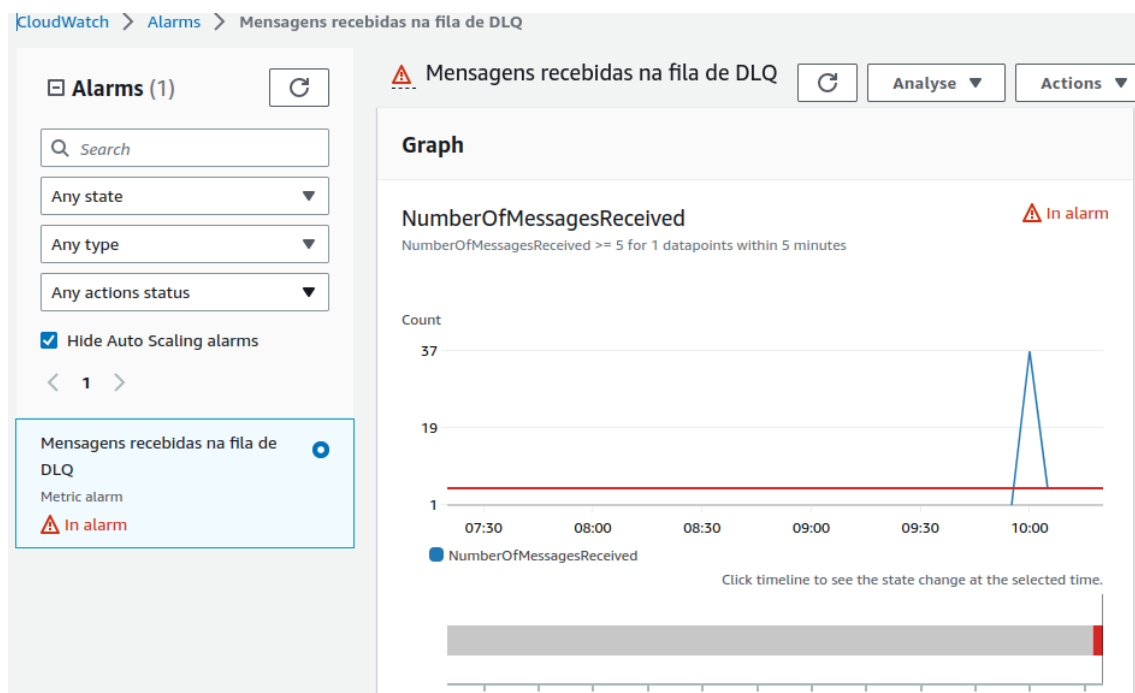 CloudWatch > Alarms > Mensagens recebidas na fila de DLQ
Alarms (1)
Search
Any state
Any type
Any actions status
Hide Auto Scaling alarms
< 1 >
Mensagens recebidas na fila de
DLQ
Metric alarm
In alarm
Mensagens recebidas na fila de DLQ
Analyse
Actions
Graph
NumberOfMessagesReceived
In alarm
NumberOfMessagesReceived >= 5 for 1 datapoints within 5 minutes
Count
37
19
1
07:30 08:00 08:30 09:00 09:30 10:00
NumberOfMessagesReceived
Click timeline to see the state change at the selected time.